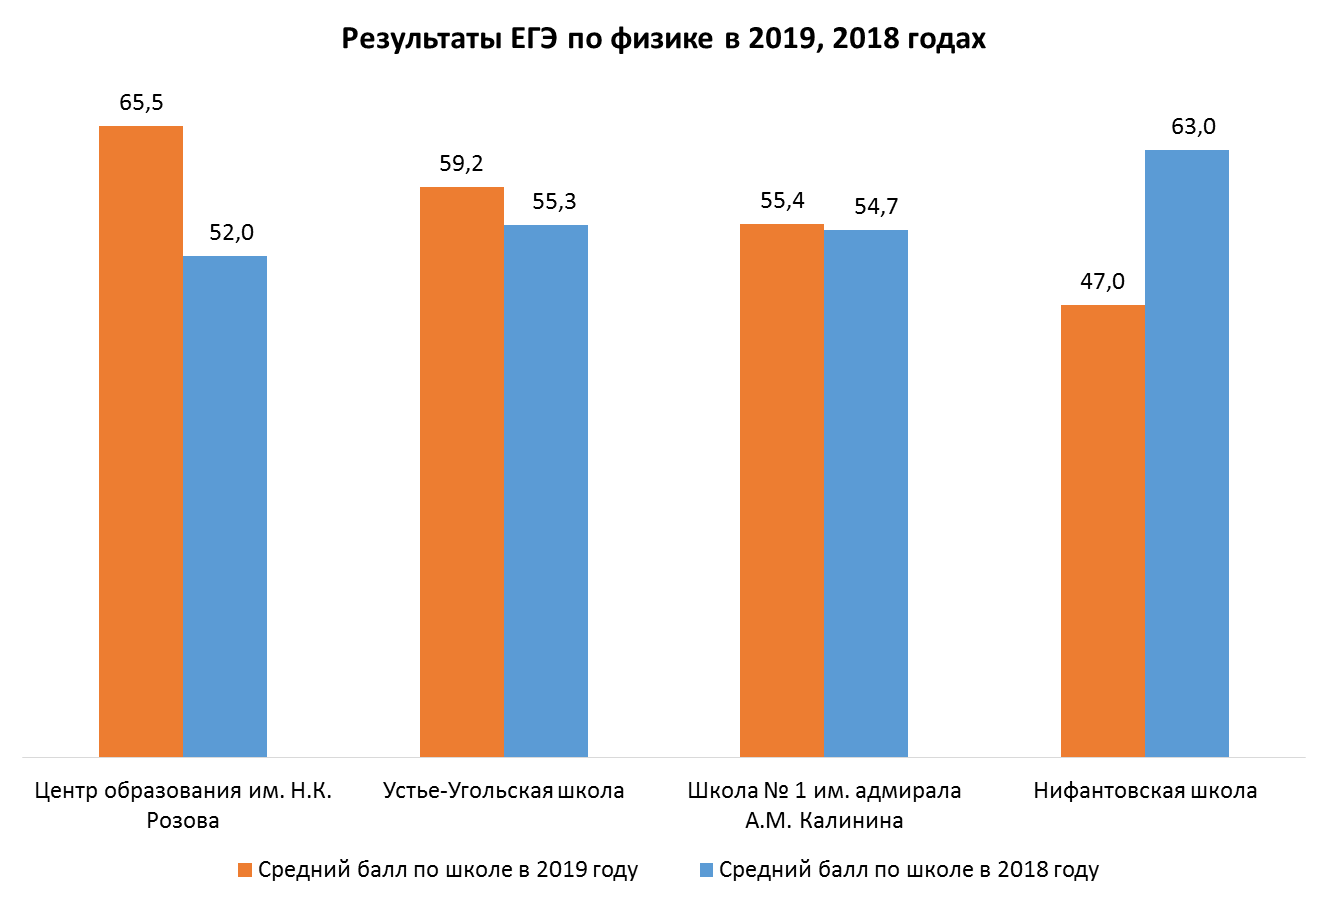 Результаты ЕГЭ по физике в 2019, 2018 годах
65,5
52,0
59,2
55,3
55,4
54,7
47,0
63,0
Центр образования им. Н.К.
Розова
Устье-Угольская школа
Школа № 1 им. адмирала
А.М. Калинина
Нифантовская школа
Средний балл по школе в 2019 году
Средний балл по школе в 2018 году